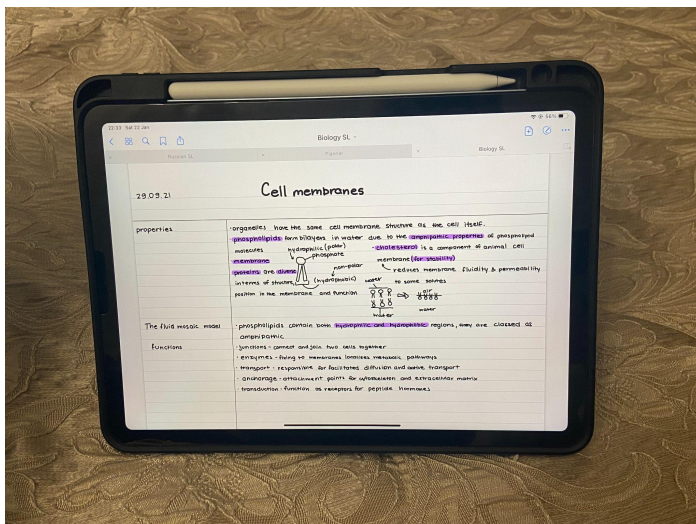 22:33 Sat 22 Jan
56%
Biology SL
Planner
Biology SL
29.09.21
Cell membranes
properties
· organelles have the same cell membrane structure as the cell itself.
· phospholipids form bilayers in water due to the amphipathic properties of phospholipid
molecules
hydrophilic (polar)
phosphate
· cholesterol is a component of animal cell
membrane
membrane (for stability)
proteins are diverse
non-polar
(hydrophobic)
reduces membrane fluidity & permeability
in terms of structure,
to some solutes
position in the membrane and function
water
water
air
water
The fluid mosaic model
· phospholipids contain both hydrophilic and hydrophobic regions, they are classed as
amphipathic
functions
· junctions - connect and join two cells together
· enzymes - fixing to membranes localises metabolic pathways
· transport - responsible for facilitated diffusion and active transport
· anchorage - attachment points for cytoskeleton and extracellular matrix
· transduction - function as receptors for peptide hormones